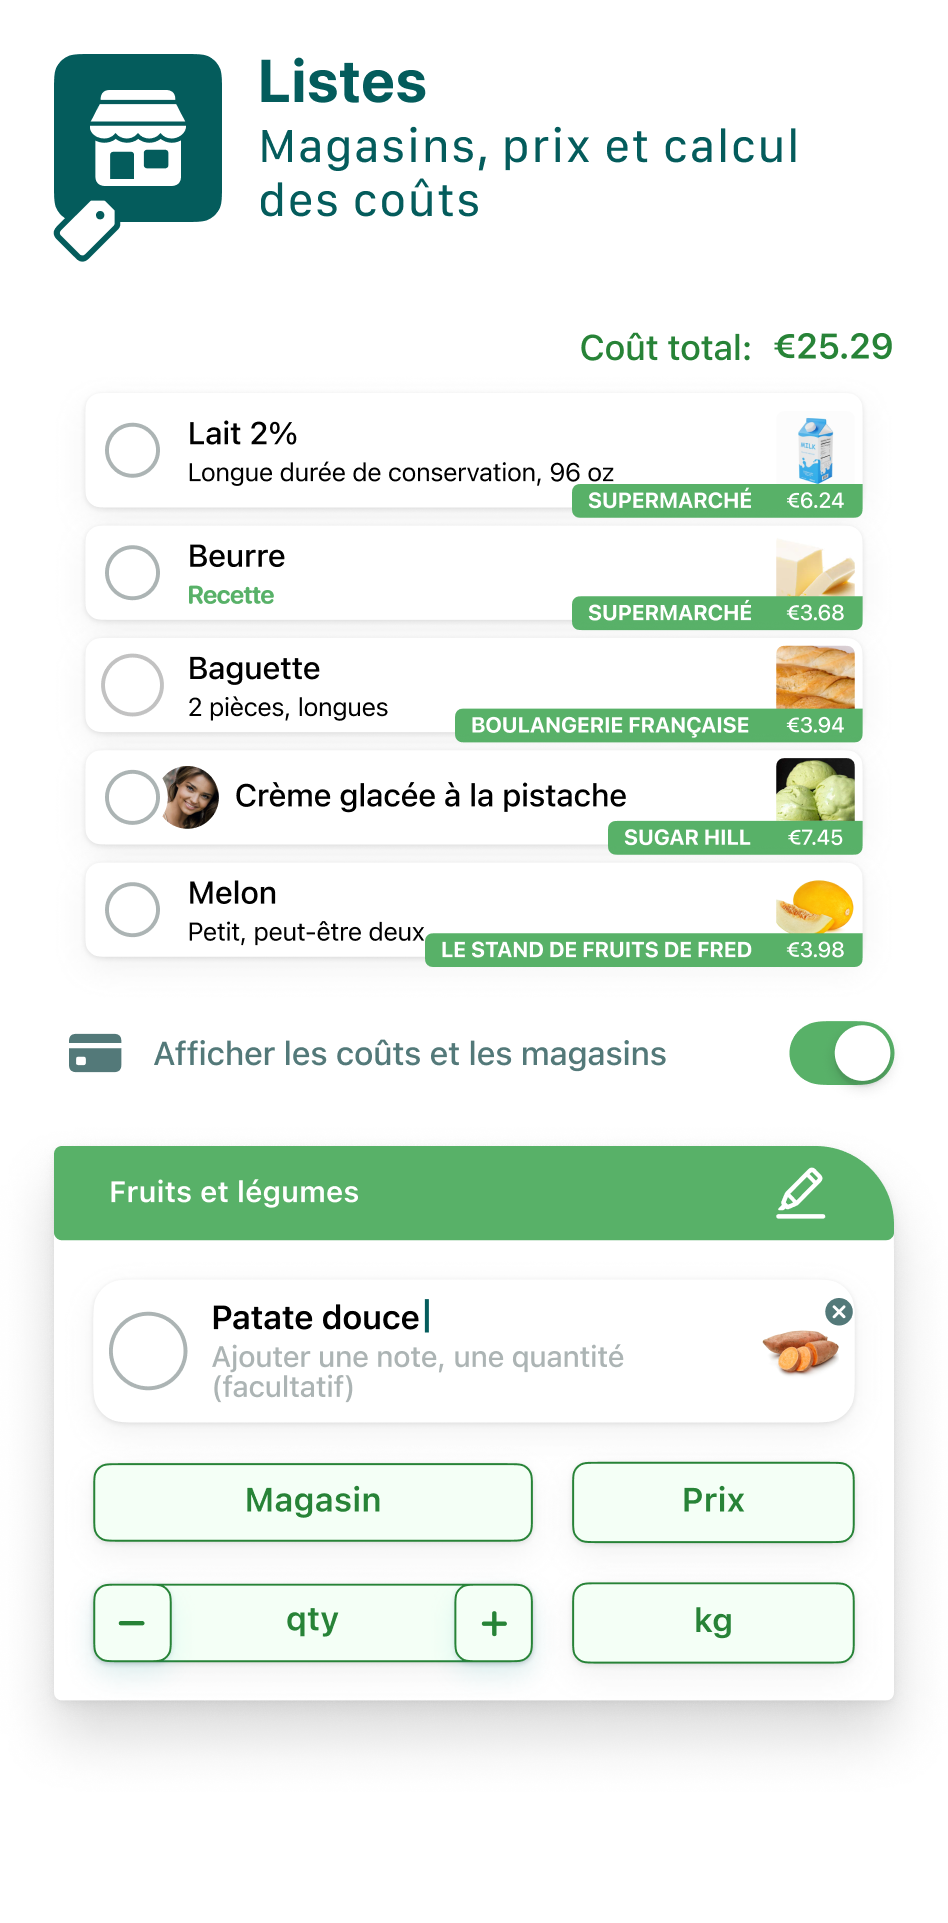 Listes
Magasins, prix et calcul
des coûts
Coût total: €25.29
Lait 2%
Longue durée de conservation, 96 oz
MILK
SUPERMARCHÉ €6.24
Beurre
Recette
SUPERMARCHÉ €3.68
Baguette
2 pièces, longues
BOULANGERIE FRANÇAISE €3.94
Crème glacée à la pistache
SUGAR HILL €7.45
Melon
Petit, peut-être deux
LE STAND DE FRUITS DE FRED €3.98
Afficher les coûts et les magasins
Fruits et légumes
Patate douce
Ajouter une note, une quantité
(facultatif)
Magasin Prix
− qty + kg